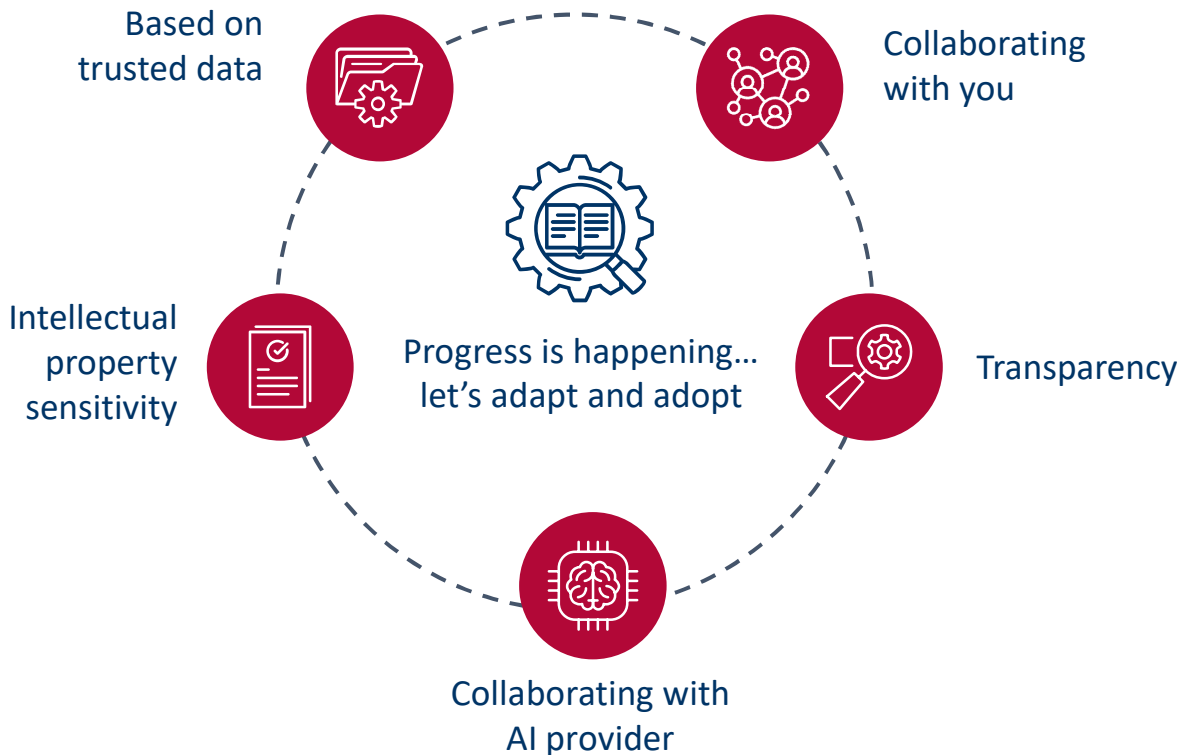 Based on
trusted data
Collaborating
with you
Intellectual
property
sensitivity
Progress is happening…
let’s adapt and adopt
Transparency
Collaborating with
AI provider